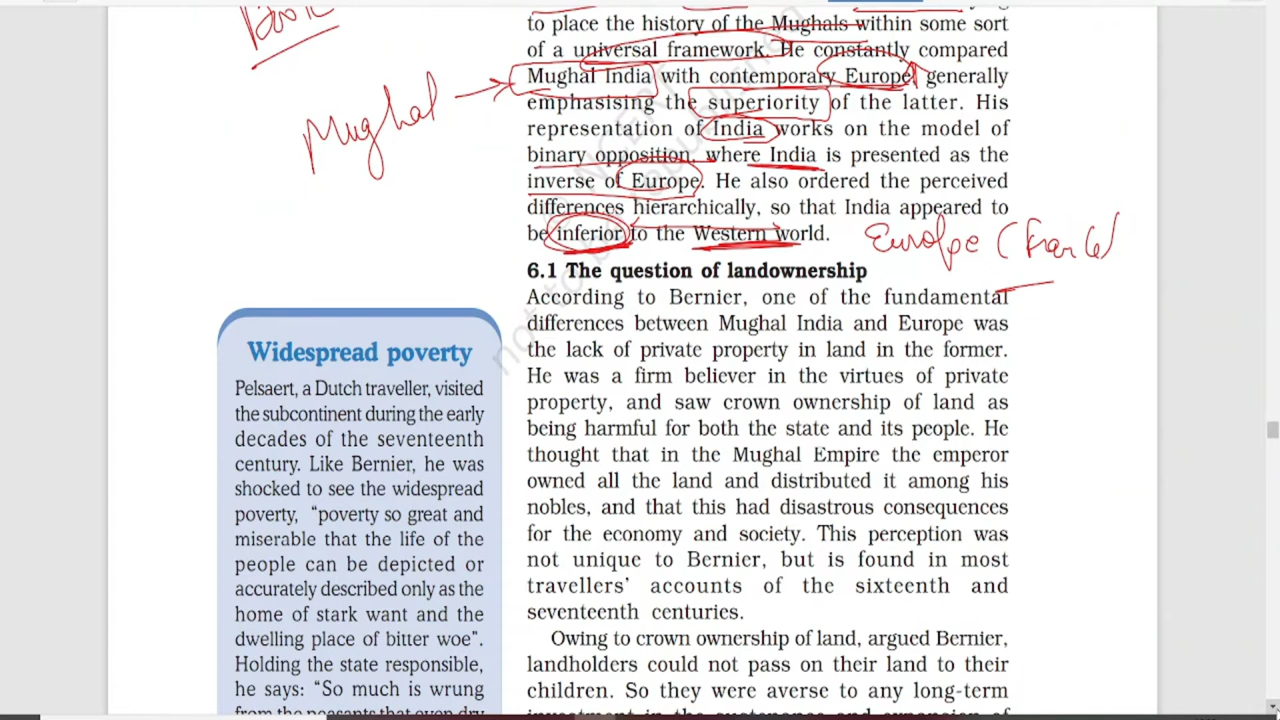 Book
Mughal
to place the history of the Mughals within some sort
of a universal framework. He constantly compared
Mughal India with contemporary Europe, generally
emphasising the superiority of the latter. His
representation of India works on the model of
binary opposition, where India is presented as the
inverse of Europe. He also ordered the perceived
differences hierarchically, so that India appeared to
be inferior to the Western world.
Europe (
6.1 The question of landownership
According to Bernier, one of the fundamental
differences between Mughal India and Europe was
the lack of private property in land in the former.
He was a firm believer in the virtues of private
property, and saw crown ownership of land as
being harmful for both the state and its people. He
thought that in the Mughal Empire the emperor
owned all the land and distributed it among his
nobles, and that this had disastrous consequences
for the economy and society. This perception was
not unique to Bernier, but is found in most
travellers' accounts of the sixteenth and
seventeenth centuries.
Owing to crown ownership of land, argued Bernier,
landholders could not pass on their land to their
children. So they were averse to any long-term
Widespread poverty
Pelsaert, a Dutch traveller, visited
the subcontinent during the early
decades of the seventeenth
century. Like Bernier, he was
shocked to see the widespread
poverty, "poverty so great and
miserable that the life of the
people can be depicted or
accurately described only as the
home of stark want and the
dwelling place of bitter woe".
Holding the state responsible,
he says: "So much is wrung
from the peasants that even dry